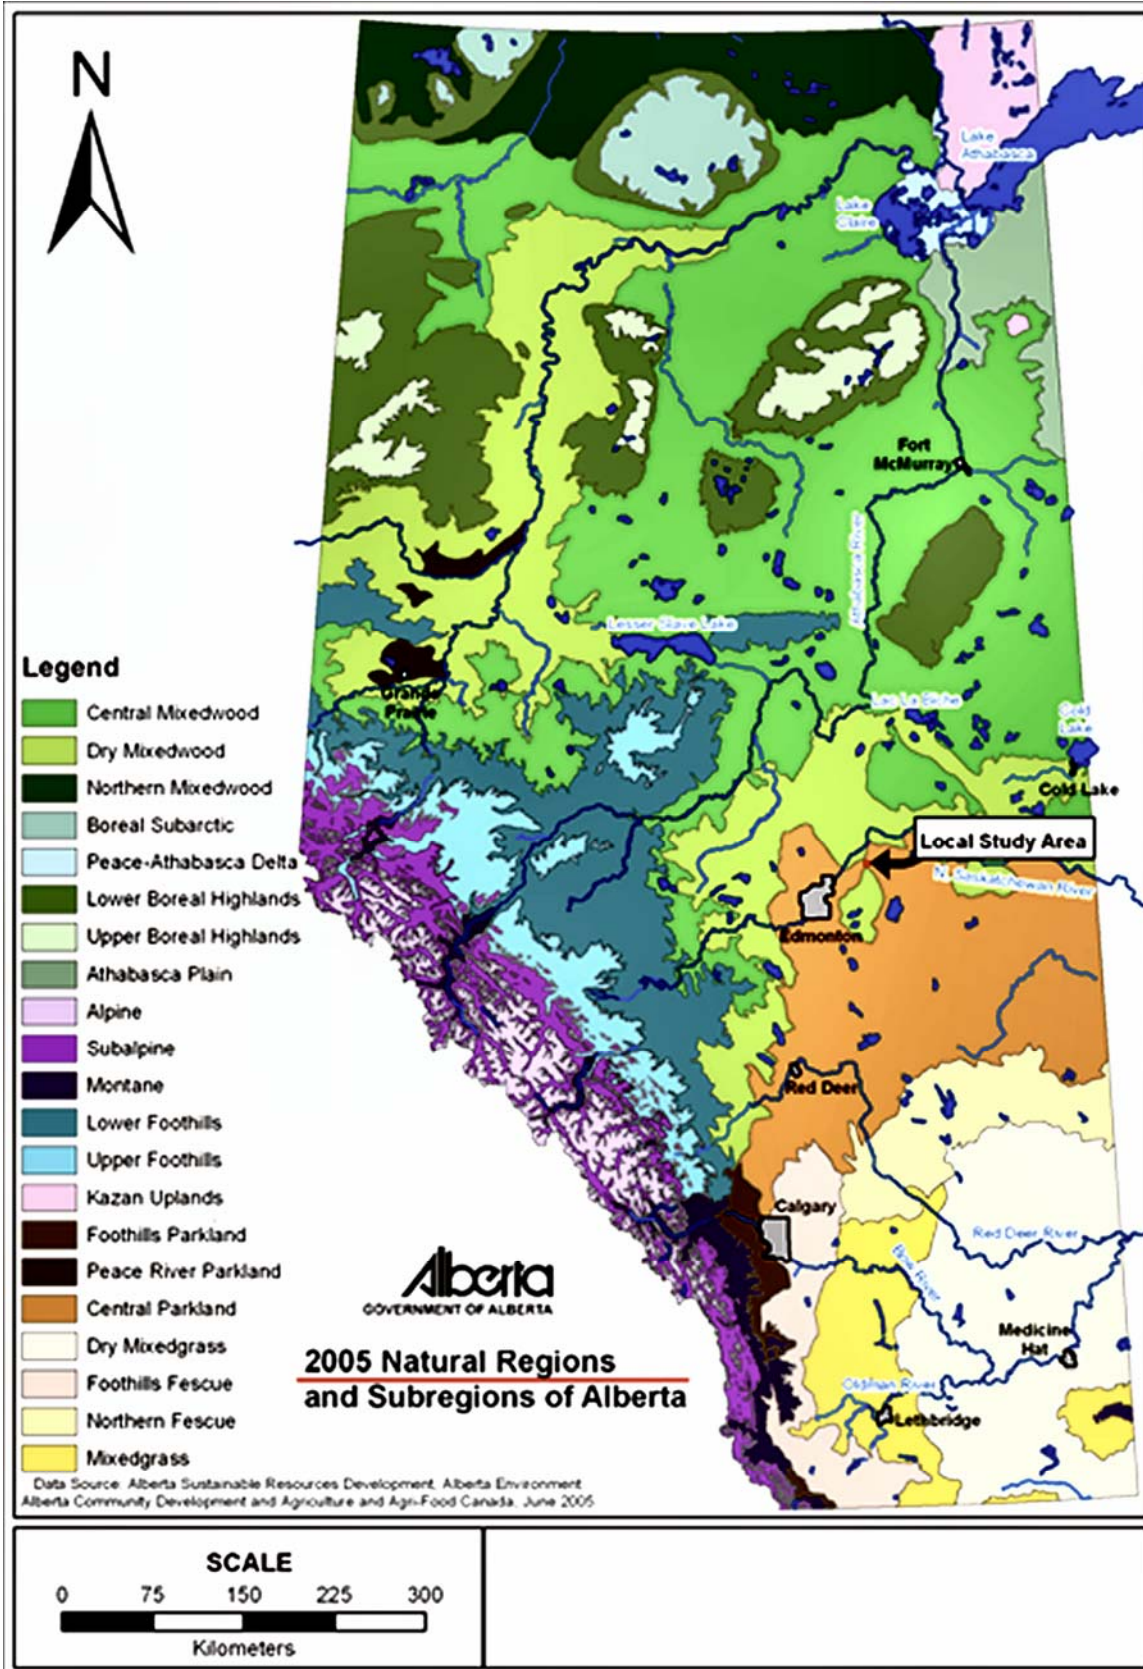 N
Lake
Athabasca
Lake
Claire
Fort
McMurray
Athabasca River
Lesser Slave Lake
Grande
Prairie
Lac La Biche
Cold
Lake
Cold Lake
Local Study Area
N. Saskatchewan River
Edmonton
Red Deer
Calgary
Red Deer River
Bow River
Medicine
Hat
Oldman River
Lethbridge
Legend
Central Mixedwood
Dry Mixedwood
Northern Mixedwood
Boreal Subarctic
Peace-Athabasca Delta
Lower Boreal Highlands
Upper Boreal Highlands
Athabasca Plain
Alpine
Subalpine
Montane
Lower Foothills
Upper Foothills
Kazan Uplands
Foothills Parkland
Peace River Parkland
Central Parkland
Dry Mixedgrass
Foothills Fescue
Northern Fescue
Mixedgrass
Alberta
GOVERNMENT OF ALBERTA
2005 Natural Regions
and Subregions of Alberta
Data Source: Alberta Sustainable Resources Development, Alberta Environment
Alberta Community Development and Agriculture and Agri-Food Canada, June 2005
SCALE
0 75 150 225 300
Kilometers